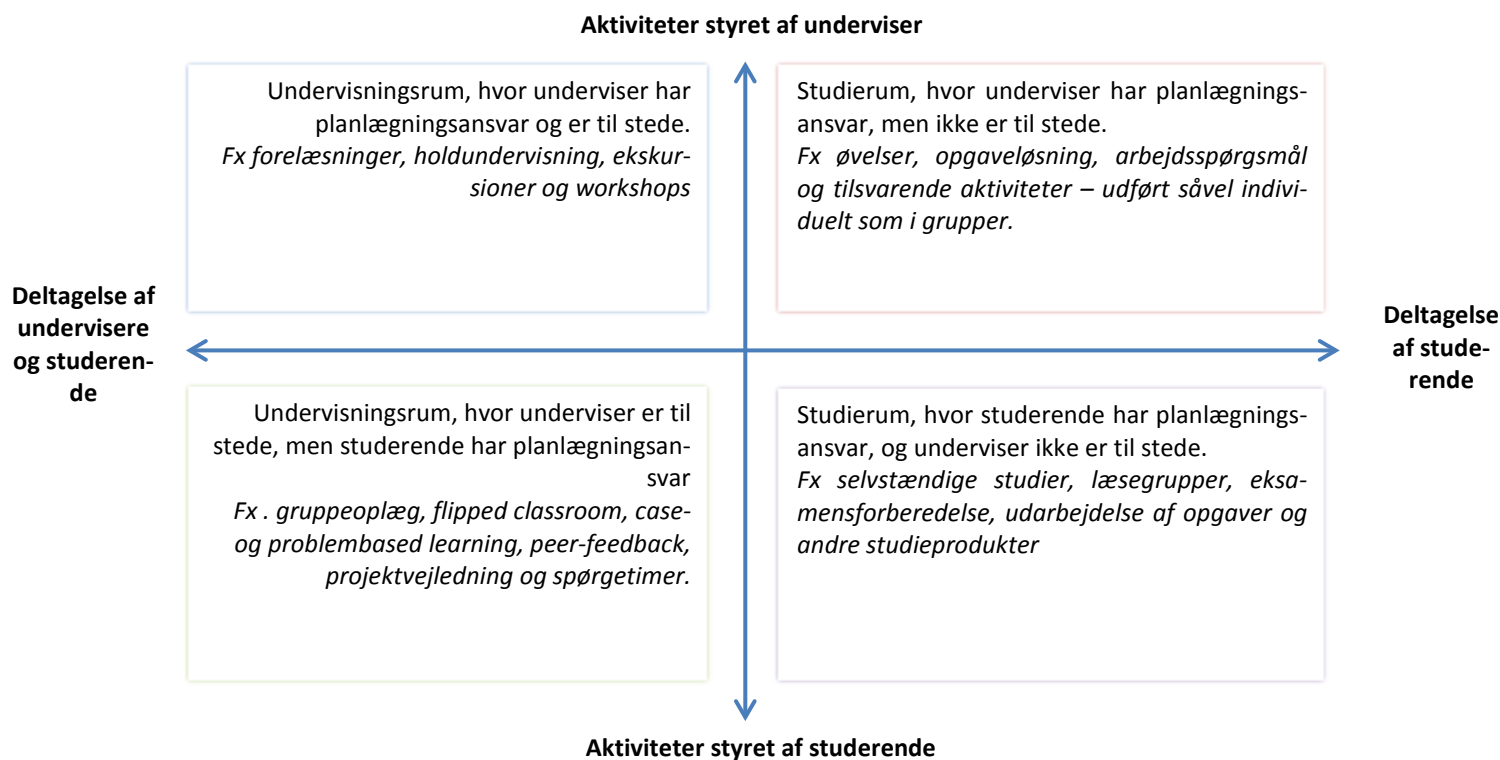 Aktiviteter styret af underviser
Undervisningsrum, hvor underviser har
planlægningsansvar og er til stede.
Fx forelæsninger, holdundervisning, ekskur-
sioner og workshops
Studierum, hvor underviser har planlægnings-
ansvar, men ikke er til stede.
Fx øvelser, opgaveløsning, arbejdsspørgsmål
og tilsvarende aktiviteter – udført såvel indivi-
duelt som i grupper.
Deltagelse af
undervisere
og studeren-
de
Deltagelse
af stude-
rende
Undervisningsrum, hvor underviser er til
stede, men studerende har planlægningsan-
svar
Fx . gruppeoplæg, flipped classroom, case-
og problembased learning, peer-feedback,
projektvejledning og spørgetimer.
Studierum, hvor studerende har planlægnings-
ansvar, og underviser ikke er til stede.
Fx selvstændige studier, læsegrupper, eksa-
mensforberedelse, udarbejdelse af opgaver og
andre studieprodukter
Aktiviteter styret af studerende